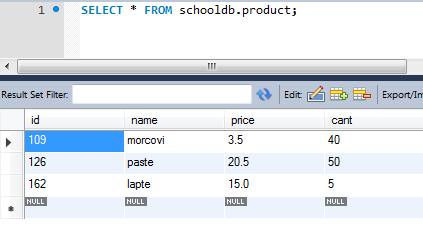 1 SELECT * FROM schooldb.product;
Result Set Filter: Edit: Export/Im
id name price cant
109 morcovi 3.5 40
126 paste 20.5 50
162 lapte 15.0 5
NULL NULL NULL NULL